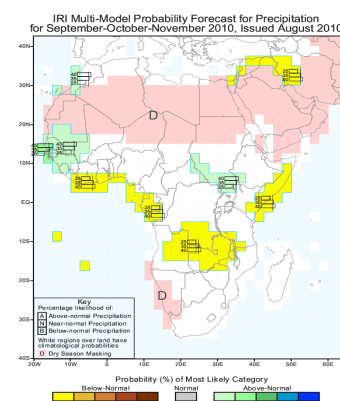 IRI Multi-Model Probability Forecast for Precipitation
for September-October-November 2010, Issued August 2010
40N
30N
20N
10N
EQ
10S
20S
30S
40S
D
D
Key
Percentage likelihood of:
A Above-normal Precipitation
N Near-normal Precipitation
B Below-normal Precipitation
White regions over land have
climatological probabilities
D Dry Season Masking
20W 10W 0 10E 20E 30E 40E 50E 60E
Probability (%) of Most Likely Category
Below-Normal Normal Above-Normal